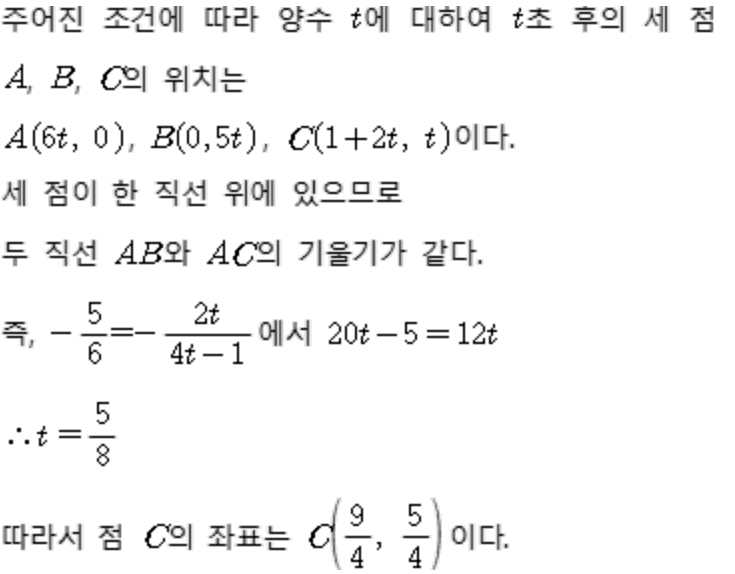 주어진 조건에 따라 양수 t에 대하여 t초 후의 세 점
A, B, C의 위치는
A(6t, 0), B(0,5t), C(1+2t, t)이다.
세 점이 한 직선 위에 있으므로
두 직선 AB와 AC의 기울기가 같다.
즉, -5/6=-2t/(4t-1)에서 20t-5=12t
∴t=5/8
따라서 점 C의 좌표는 C(9/4, 5/4)이다.